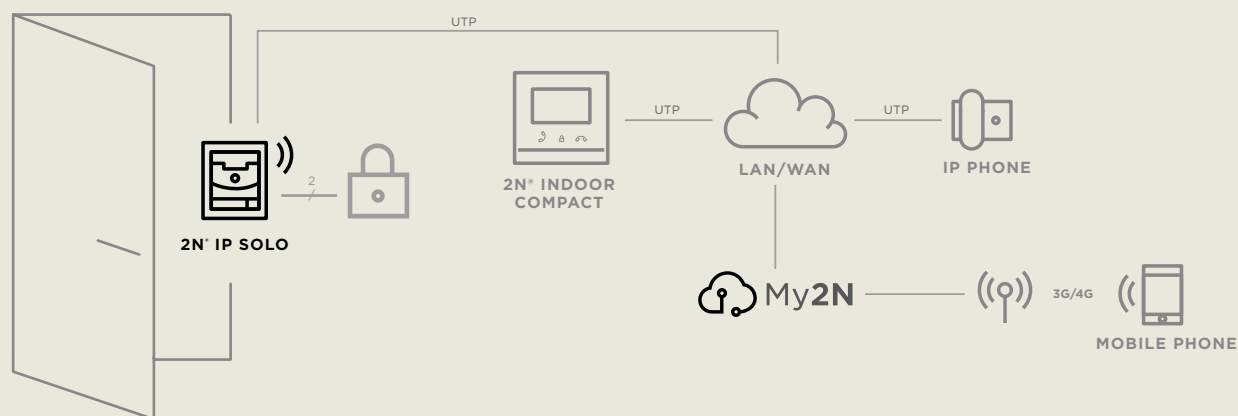 UTP
UTP
UTP
LAN/WAN
IP PHONE
2N® INDOOR
COMPACT
2
2N® IP SOLO
My2N
3G/4G
MOBILE PHONE